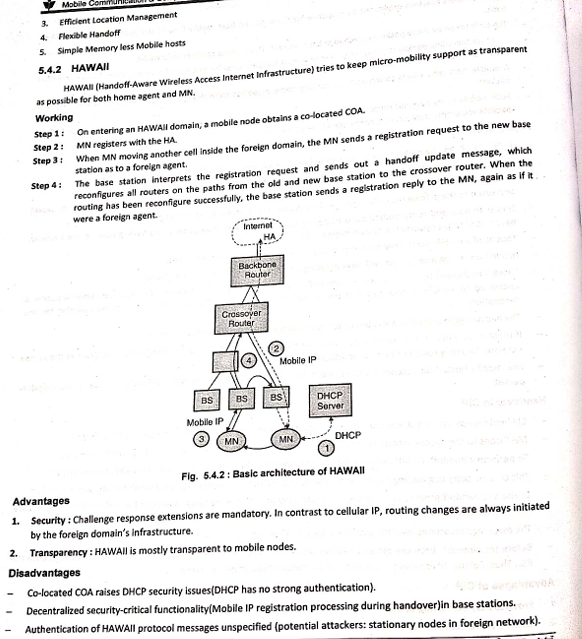 Mobile Communication
3. Efficient Location Management
4. Flexible Handoff
5. Simple Memory less Mobile hosts
5.4.2 HAWAII
HAWAII (Handoff-Aware Wireless Access Internet Infrastructure) tries to keep micro-mobility support as transparent
as possible for both home agent and MN.
Working
Step 1 : On entering an HAWAII domain, a mobile node obtains a co-located COA.
Step 2 : MN registers with the HA.
Step 3 : When MN moving another cell inside the foreign domain, the MN sends a registration request to the new base
station as to a foreign agent.
Step 4 : The base station interprets the registration request and sends out a handoff update message, which
reconfigures all routers on the paths from the old and new base station to the crossover router. When the
routing has been reconfigure successfully, the base station sends a registration reply to the MN, again as if it
were a foreign agent.
Internet
HA
Backbone
Router
Crossover
Router
2
4
Mobile IP
BS
BS
BS
DHCP
Server
Mobile IP
3
MN
MN
DHCP
1
Fig. 5.4.2 : Basic architecture of HAWAII
Advantages
1. Security : Challenge response extensions are mandatory. In contrast to cellular IP, routing changes are always initiated
by the foreign domain's infrastructure.
2. Transparency : HAWAII is mostly transparent to mobile nodes.
Disadvantages
– Co-located COA raises DHCP security issues(DHCP has no strong authentication).
– Decentralized security-critical functionality(Mobile IP registration processing during handover)in base stations.
– Authentication of HAWAII protocol messages unspecified (potential attackers: stationary nodes in foreign network).